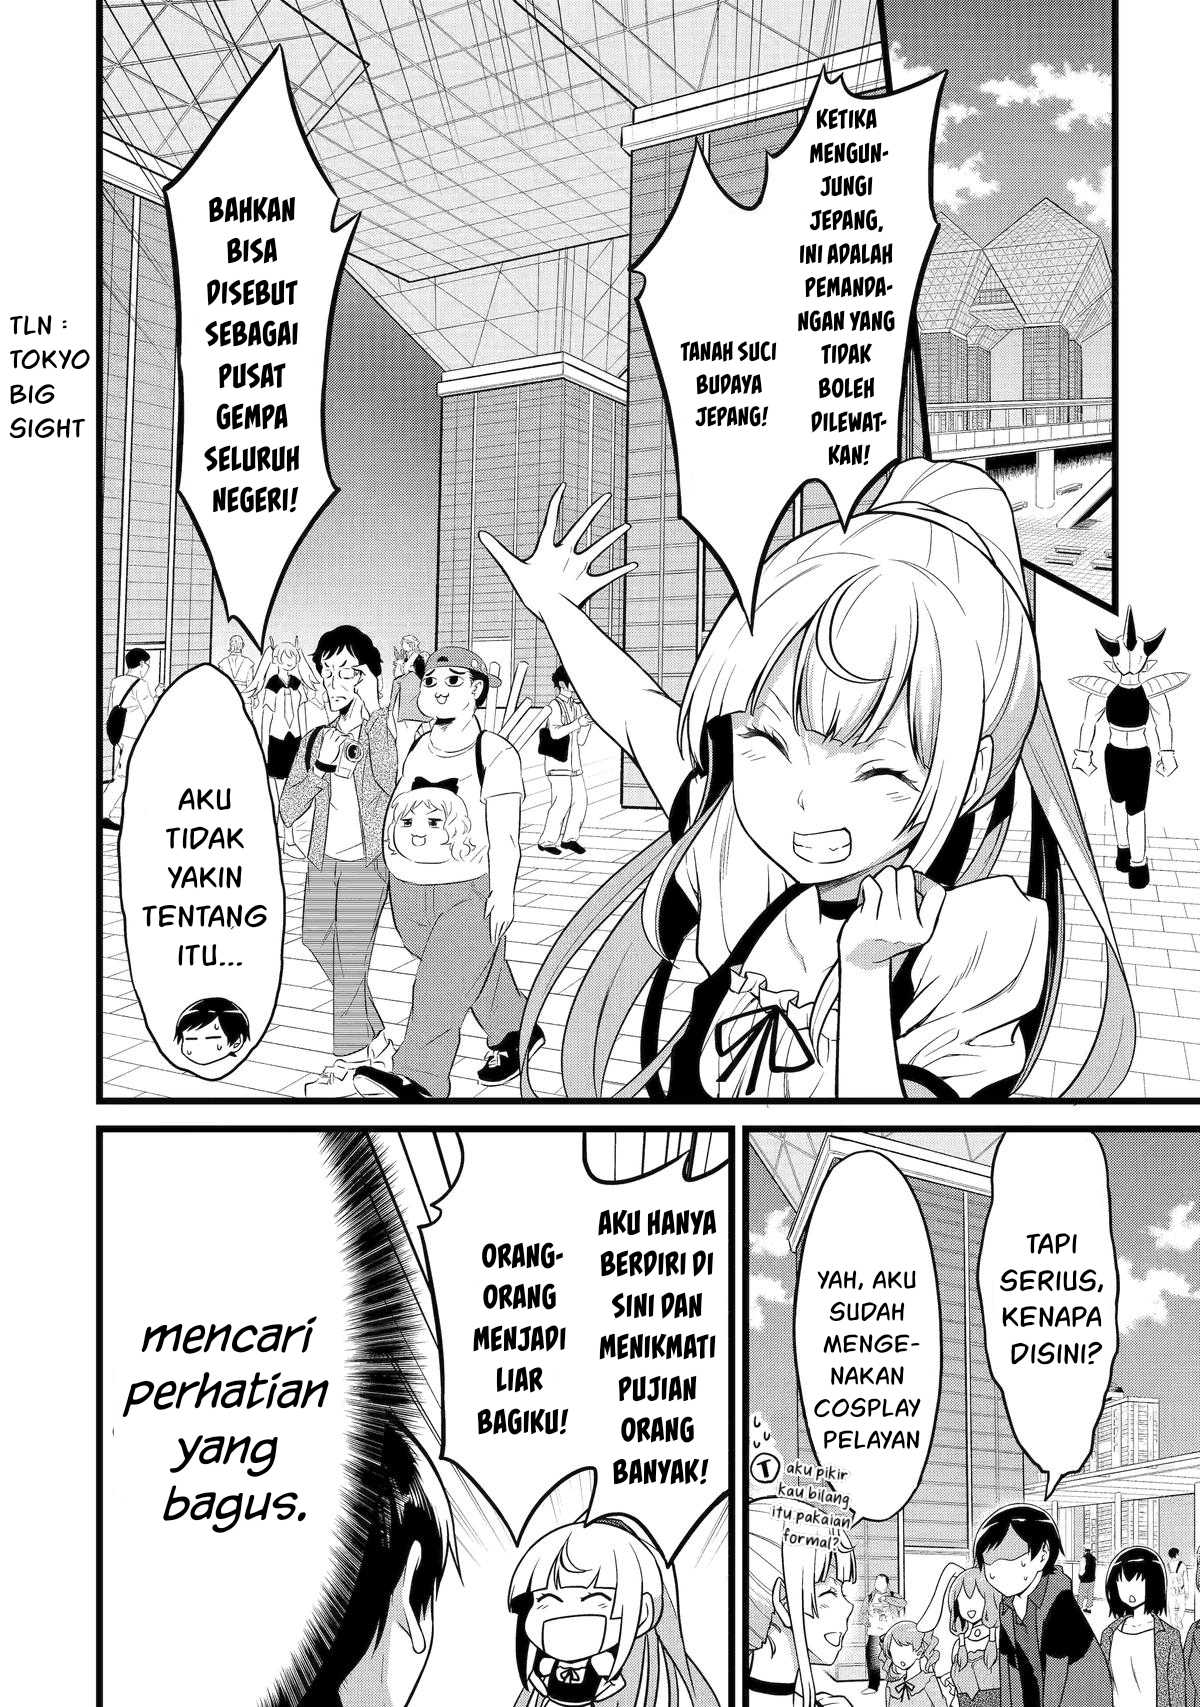 KETIKA
MENGUN-
JUNGI
JEPANG,
INI ADALAH
PEMANDA-
NGAN YANG
TIDAK
BOLEH
DILEWAT-
KAN!
TANAH SUCI
BUDAYA
JEPANG!
BAHKAN
BISA
DISEBUT
SEBAGAI
PUSAT
GEMPA
SELURUH
NEGERI!
TLN :
TOKYO
BIG
SIGHT
AKU
TIDAK
YAKIN
TENTANG
ITU...
TAPI
SERIUS,
KENAPA
DISINI?
YAH, AKU
SUDAH
MENGE-
NAKAN
COSPLAY
PELAYAN
T aku pikir
kau bilang
itu pakaian
formal?
AKU HANYA
BERDIRI DI
SINI DAN
MENIKMATI
PUJIAN
ORANG
BANYAK!
ORANG-
ORANG
MENJADI
LIAR
BAGIKU!
mencari
perhatian
yang
bagus.